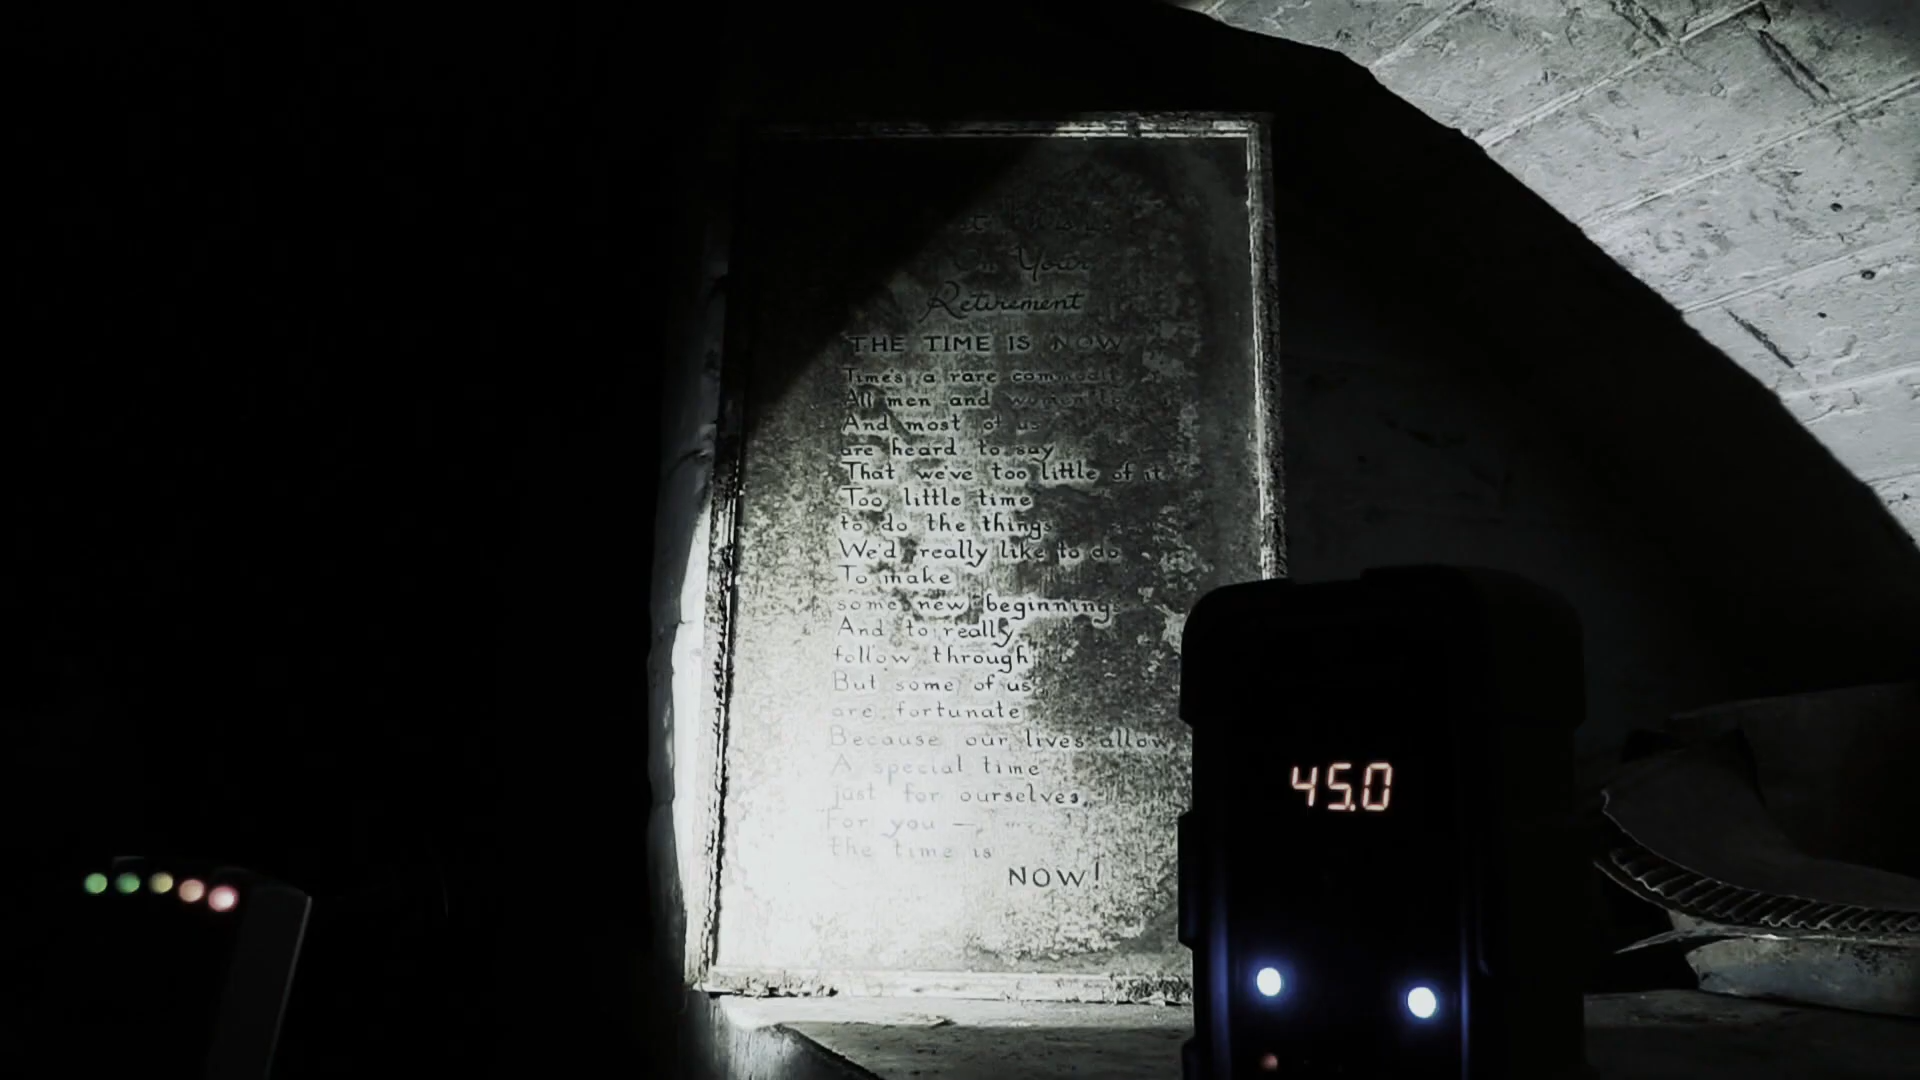 On Your
Retirement
THE TIME IS NOW
Time's a rare commodity
All men and women
And most of us
are heard to say
That we've too little of it
Too little time
to do the things
We'd really like to do
To make
some new beginnings
And to really
follow through
But some of us
are fortunate
Because our lives allow
A special time
just for ourselves,
For you —
the time is
NOW!
45.0